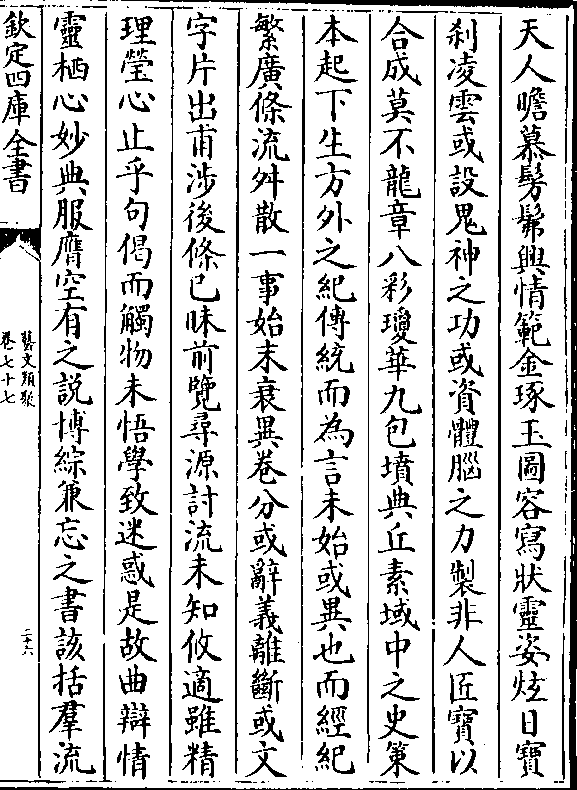 天人瞻慕髣髴興情範金琢玉圖容寫狀靈姿炫日寶
刹凌雲或設鬼神之功或資體腦之力製非人匠寶以
合成莫不龍章八彩瓊華九包墳典丘素域中之史策
本起下生方外之紀傳統而為言未始或異也而經紀
繁廣條流舛散一事始末衰異卷分或辭義離斷或文
字片出甫涉後條已昧前覽尋源討流未知攸適雖精
理瑩心止乎句偈而觸物未悟學致迷惑是故曲辯情
靈栖心妙典服膺空有之説博綜兼忘之書該括羣流
欽定四庫全書
藝文類聚
卷七十七
二十六